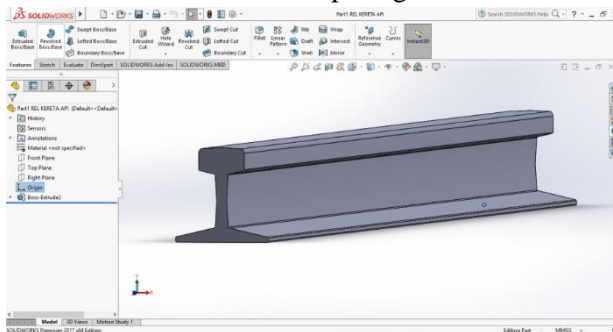 SOLIDWORKS
Part1 REL KERETA API
Search SOLIDWORKS Help
Extruded Boss/Base
Revolved Boss/Base
Swept Boss/Base
Lofted Boss/Base
Boundary Boss/Base
Extruded Cut
Hole Wizard
Revolved Cut
Swept Cut
Lofted Cut
Boundary Cut
Fillet
Linear Pattern
Rib
Draft
Shell
Wrap
Intersect
Mirror
Reference Geometry
Curves
Instant3D
Features Sketch Evaluate DimXpert SOLIDWORKS Add-Ins SOLIDWORKS MBD
Part1 REL KERETA API (Default<<Default>
History
Sensors
Annotations
Material <not specified>
Front Plane
Top Plane
Right Plane
Origin
Boss-Extrude1
Model 3D Views Motion Study 1
SOLIDWORKS Premium 2017 x64 Edition
Editing Part MMGS